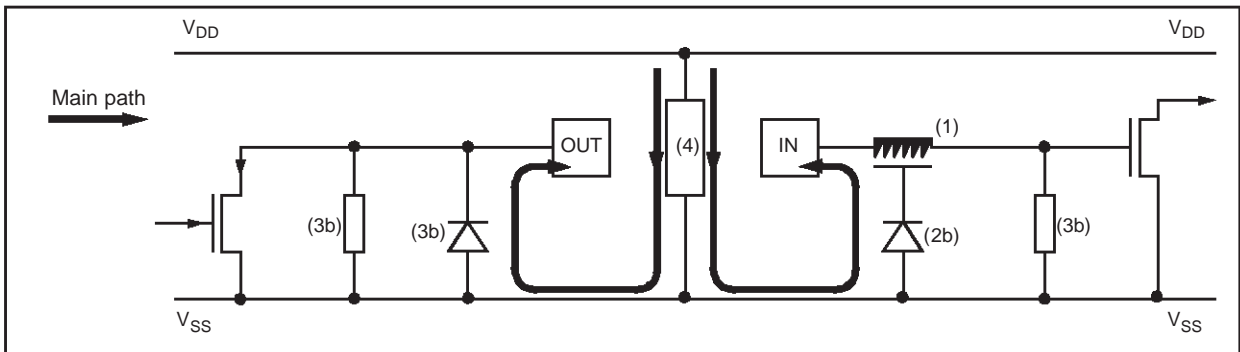 VDD
VDD
Main path
OUT
(4)
IN
(1)
(3b)
(3b)
(2b)
(3b)
VSS
VSS